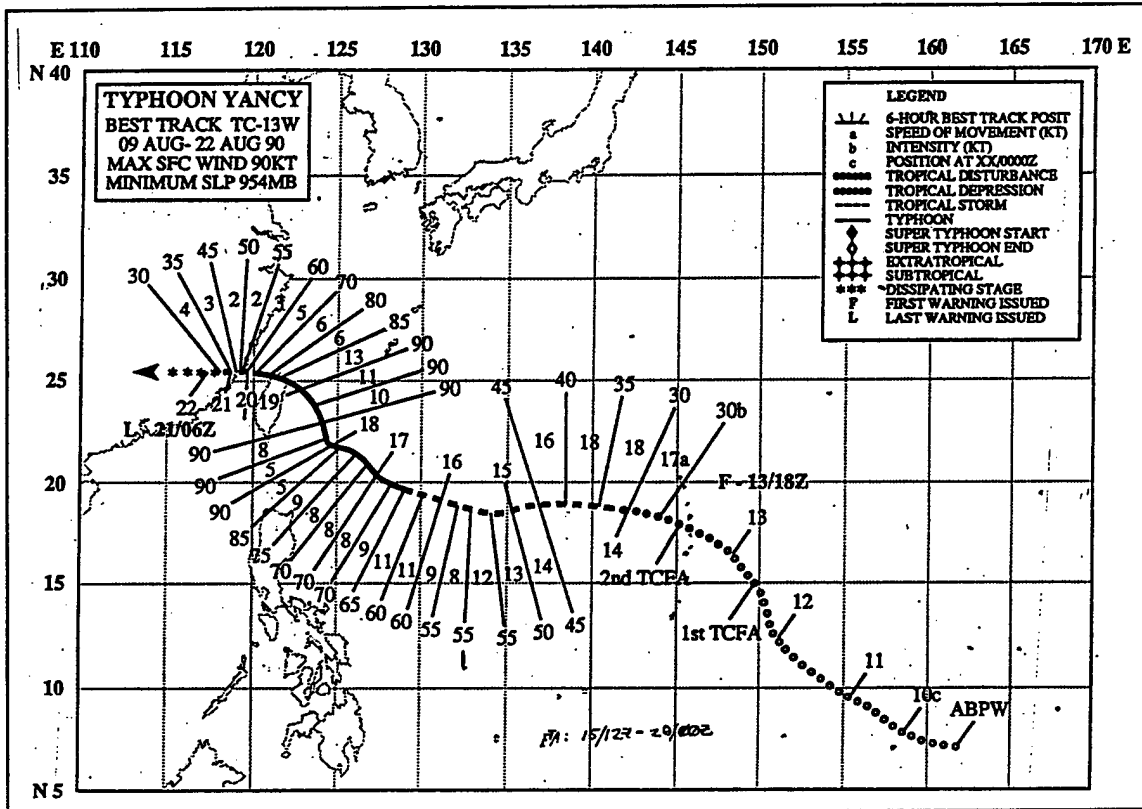 E 110 115 120 125 130 135 140 145 150 155 160 170 E
N 40
TYPHOON YANCY
BEST TRACK TC-13W
09 AUG- 22 AUG 90
MAX SFC WIND 90KT
MINIMUM SLP 954MB
LEGEND
6-HOUR BEST TRACK POSIT
a SPEED OF MOVEMENT (KT)
b INTENSITY (KT)
c POSITION AT XX/0000Z
TROPICAL DISTURBANCE
TROPICAL DEPRESSION
TROPICAL STORM
TYPHOON
SUPER TYPHOON START
SUPER TYPHOON END
EXTRATROPICAL
SUBTROPICAL
*** DISSIPATING STAGE
F FIRST WARNING ISSUED
L LAST WARNING ISSUED
35
30
25
20
15
10
N 5
30 35 45 50 55 60 70 80 85 90 90 90
4 3 2 2 5 6 6 13 11 10
22 21 20 19
L - 21/06Z
8 5 5 9 8 8 8 9 11 11 9 8 12 13 14
90 90 90 85 75 70 70 70 65 60 60 55 55 55 50 45
18 17 16 15 14
45 40 35 30 30b
16 18 18 17a
F - 13/18Z
13
2nd TCFA
1st TCFA
12
11
10c
ABPW